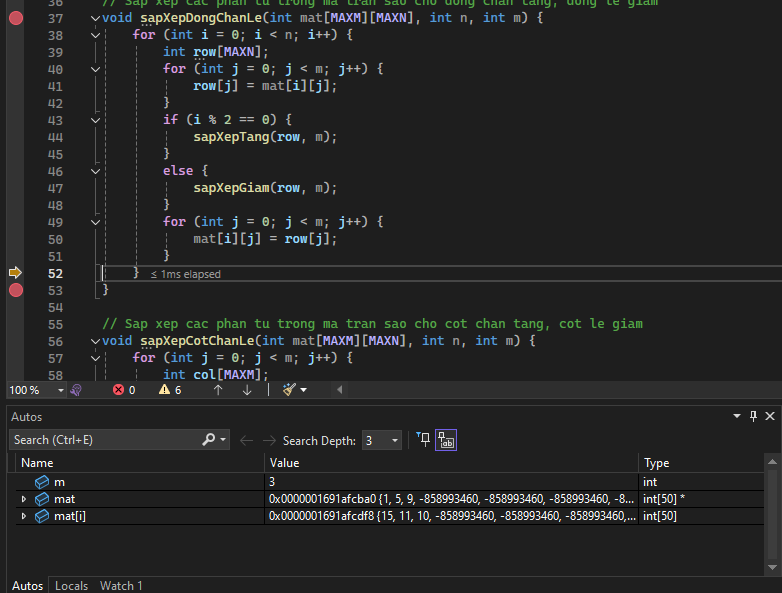 36 // Sap xep cac phan tu trong ma tran sao cho dong chan tang, dong le giam
37 void sapXepDongChanLe(int mat[MAXM][MAXN], int n, int m) {
38 for (int i = 0; i < n; i++) {
39 int row[MAXN];
40 for (int j = 0; j < m; j++) {
41 row[j] = mat[i][j];
42 }
43 if (i % 2 == 0) {
44 sapXepTang(row, m);
45 }
46 else {
47 sapXepGiam(row, m);
48 }
49 for (int j = 0; j < m; j++) {
50 mat[i][j] = row[j];
51 }
52 } ≤ 1ms elapsed
53 }
54
55 // Sap xep cac phan tu trong ma tran sao cho cot chan tang, cot le giam
56 void sapXepCotChanLe(int mat[MAXM][MAXN], int n, int m) {
57 for (int j = 0; j < m; j++) {
58 int col[MAXM];
100 % 0 6
Autos
Search (Ctrl+E) Search Depth: 3
Name Value Type
m 3 int
mat 0x0000001691afcba0 {1, 5, 9, -858993460, -858993460, -858993460, -8... int[50] *
mat[i] 0x0000001691afcdf8 {15, 11, 10, -858993460, -858993460, -858993460,... int[50]
Autos Locals Watch 1